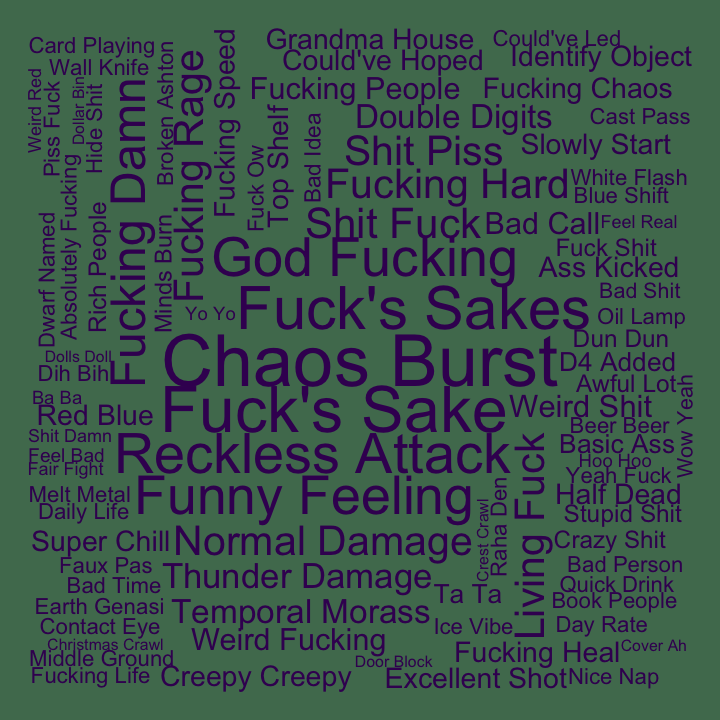 Card Playing
Wall Knife
Grandma House
Could've Led
Could've Hoped
Identify Object
Fucking People
Fucking Chaos
Double Digits
Cast Pass
Shit Piss
Slowly Start
Fucking Hard
White Flash
Blue Shift
Weird Red
Piss Fuck
Dollar Bin
Hide Shit
Fucking Damn
Broken Ashton
Fucking Rage
Fucking Speed
Fuck Ow
Top Shelf
Bad Idea
Shit Fuck
Bad Call
Feel Real
God Fucking
Fuck Shit
Ass Kicked
Dwarf Named
Absolutely Fucking
Rich People
Minds Burn
Yo Yo
Fuck's Sakes
Bad Shit
Oil Lamp
Dun Dun
Dolls Doll
Dih Bih
Chaos Burst
D4 Added
Awful Lot
Ba Ba
Red Blue
Fuck's Sake
Weird Shit
Wow Yeah
Beer Beer
Shit Damn
Feel Bad
Fair Fight
Reckless Attack
Basic Ass
Hoo Hoo
Yeah Fuck
Melt Metal
Daily Life
Funny Feeling
Crest Crawl
Raha Den
Living Fuck
Half Dead
Stupid Shit
Super Chill
Normal Damage
Crazy Shit
Faux Pas
Bad Time
Thunder Damage
Bad Person
Quick Drink
Earth Genasi
Ta Ta
Book People
Contact Eye
Temporal Morass
Ice Vibe
Day Rate
Christmas Crawl
Weird Fucking
Middle Ground
Door Block
Fucking Heal
Cover Ah
Fucking Life
Creepy Creepy
Excellent Shot
Nice Nap